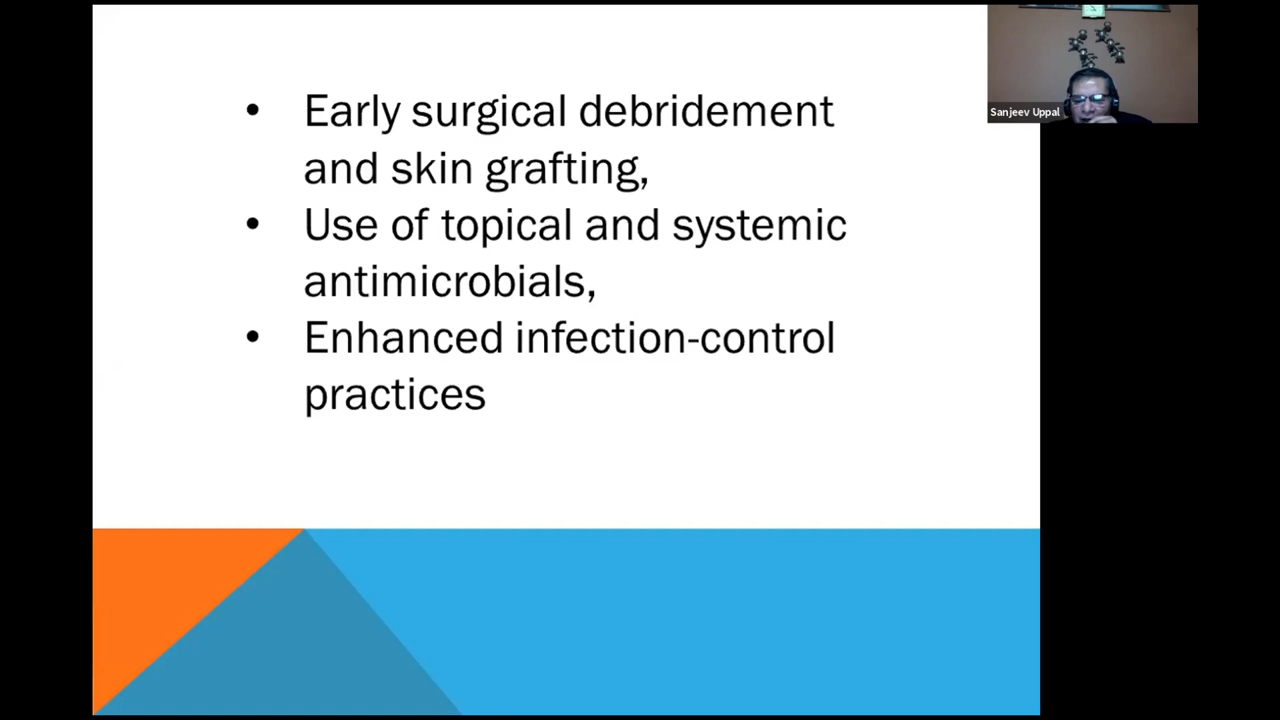 • Early surgical debridement
and skin grafting,
• Use of topical and systemic
antimicrobials,
• Enhanced infection-control
practices
Sanjeev Uppal